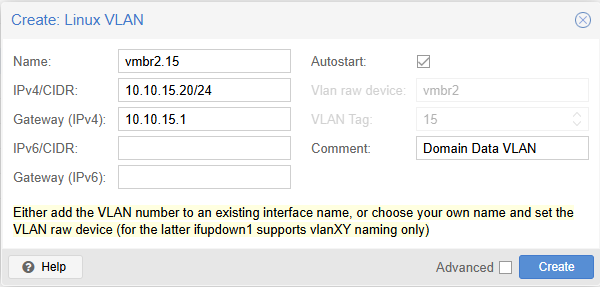 Create: Linux VLAN
Name: vmbr2.15 Autostart:
IPv4/CIDR: 10.10.15.20/24 Vlan raw device: vmbr2
Gateway (IPv4): 10.10.15.1 VLAN Tag: 15
IPv6/CIDR: Comment: Domain Data VLAN
Gateway (IPv6):
Either add the VLAN number to an existing interface name, or choose your own name and set the
VLAN raw device (for the latter ifupdown1 supports vlanXY naming only)
? Help Advanced Create